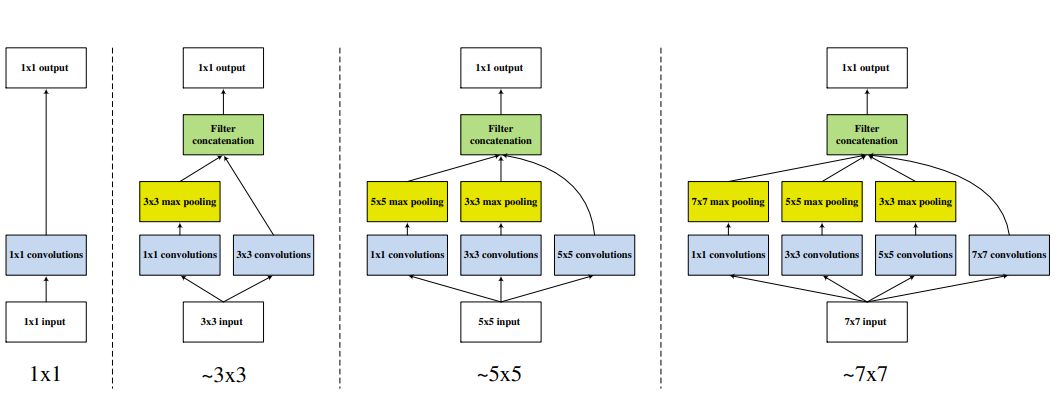 1x1 output
1x1 output
1x1 output
1x1 output
Filter
concatenation
Filter
concatenation
Filter
concatenation
3x3 max pooling
5x5 max pooling
3x3 max pooling
7x7 max pooling
5x5 max pooling
3x3 max pooling
1x1 convolutions
1x1 convolutions
3x3 convolutions
1x1 convolutions
3x3 convolutions
5x5 convolutions
1x1 convolutions
3x3 convolutions
5x5 convolutions
7x7 convolutions
1x1 input
3x3 input
5x5 input
7x7 input
1x1
~3x3
~5x5
~7x7